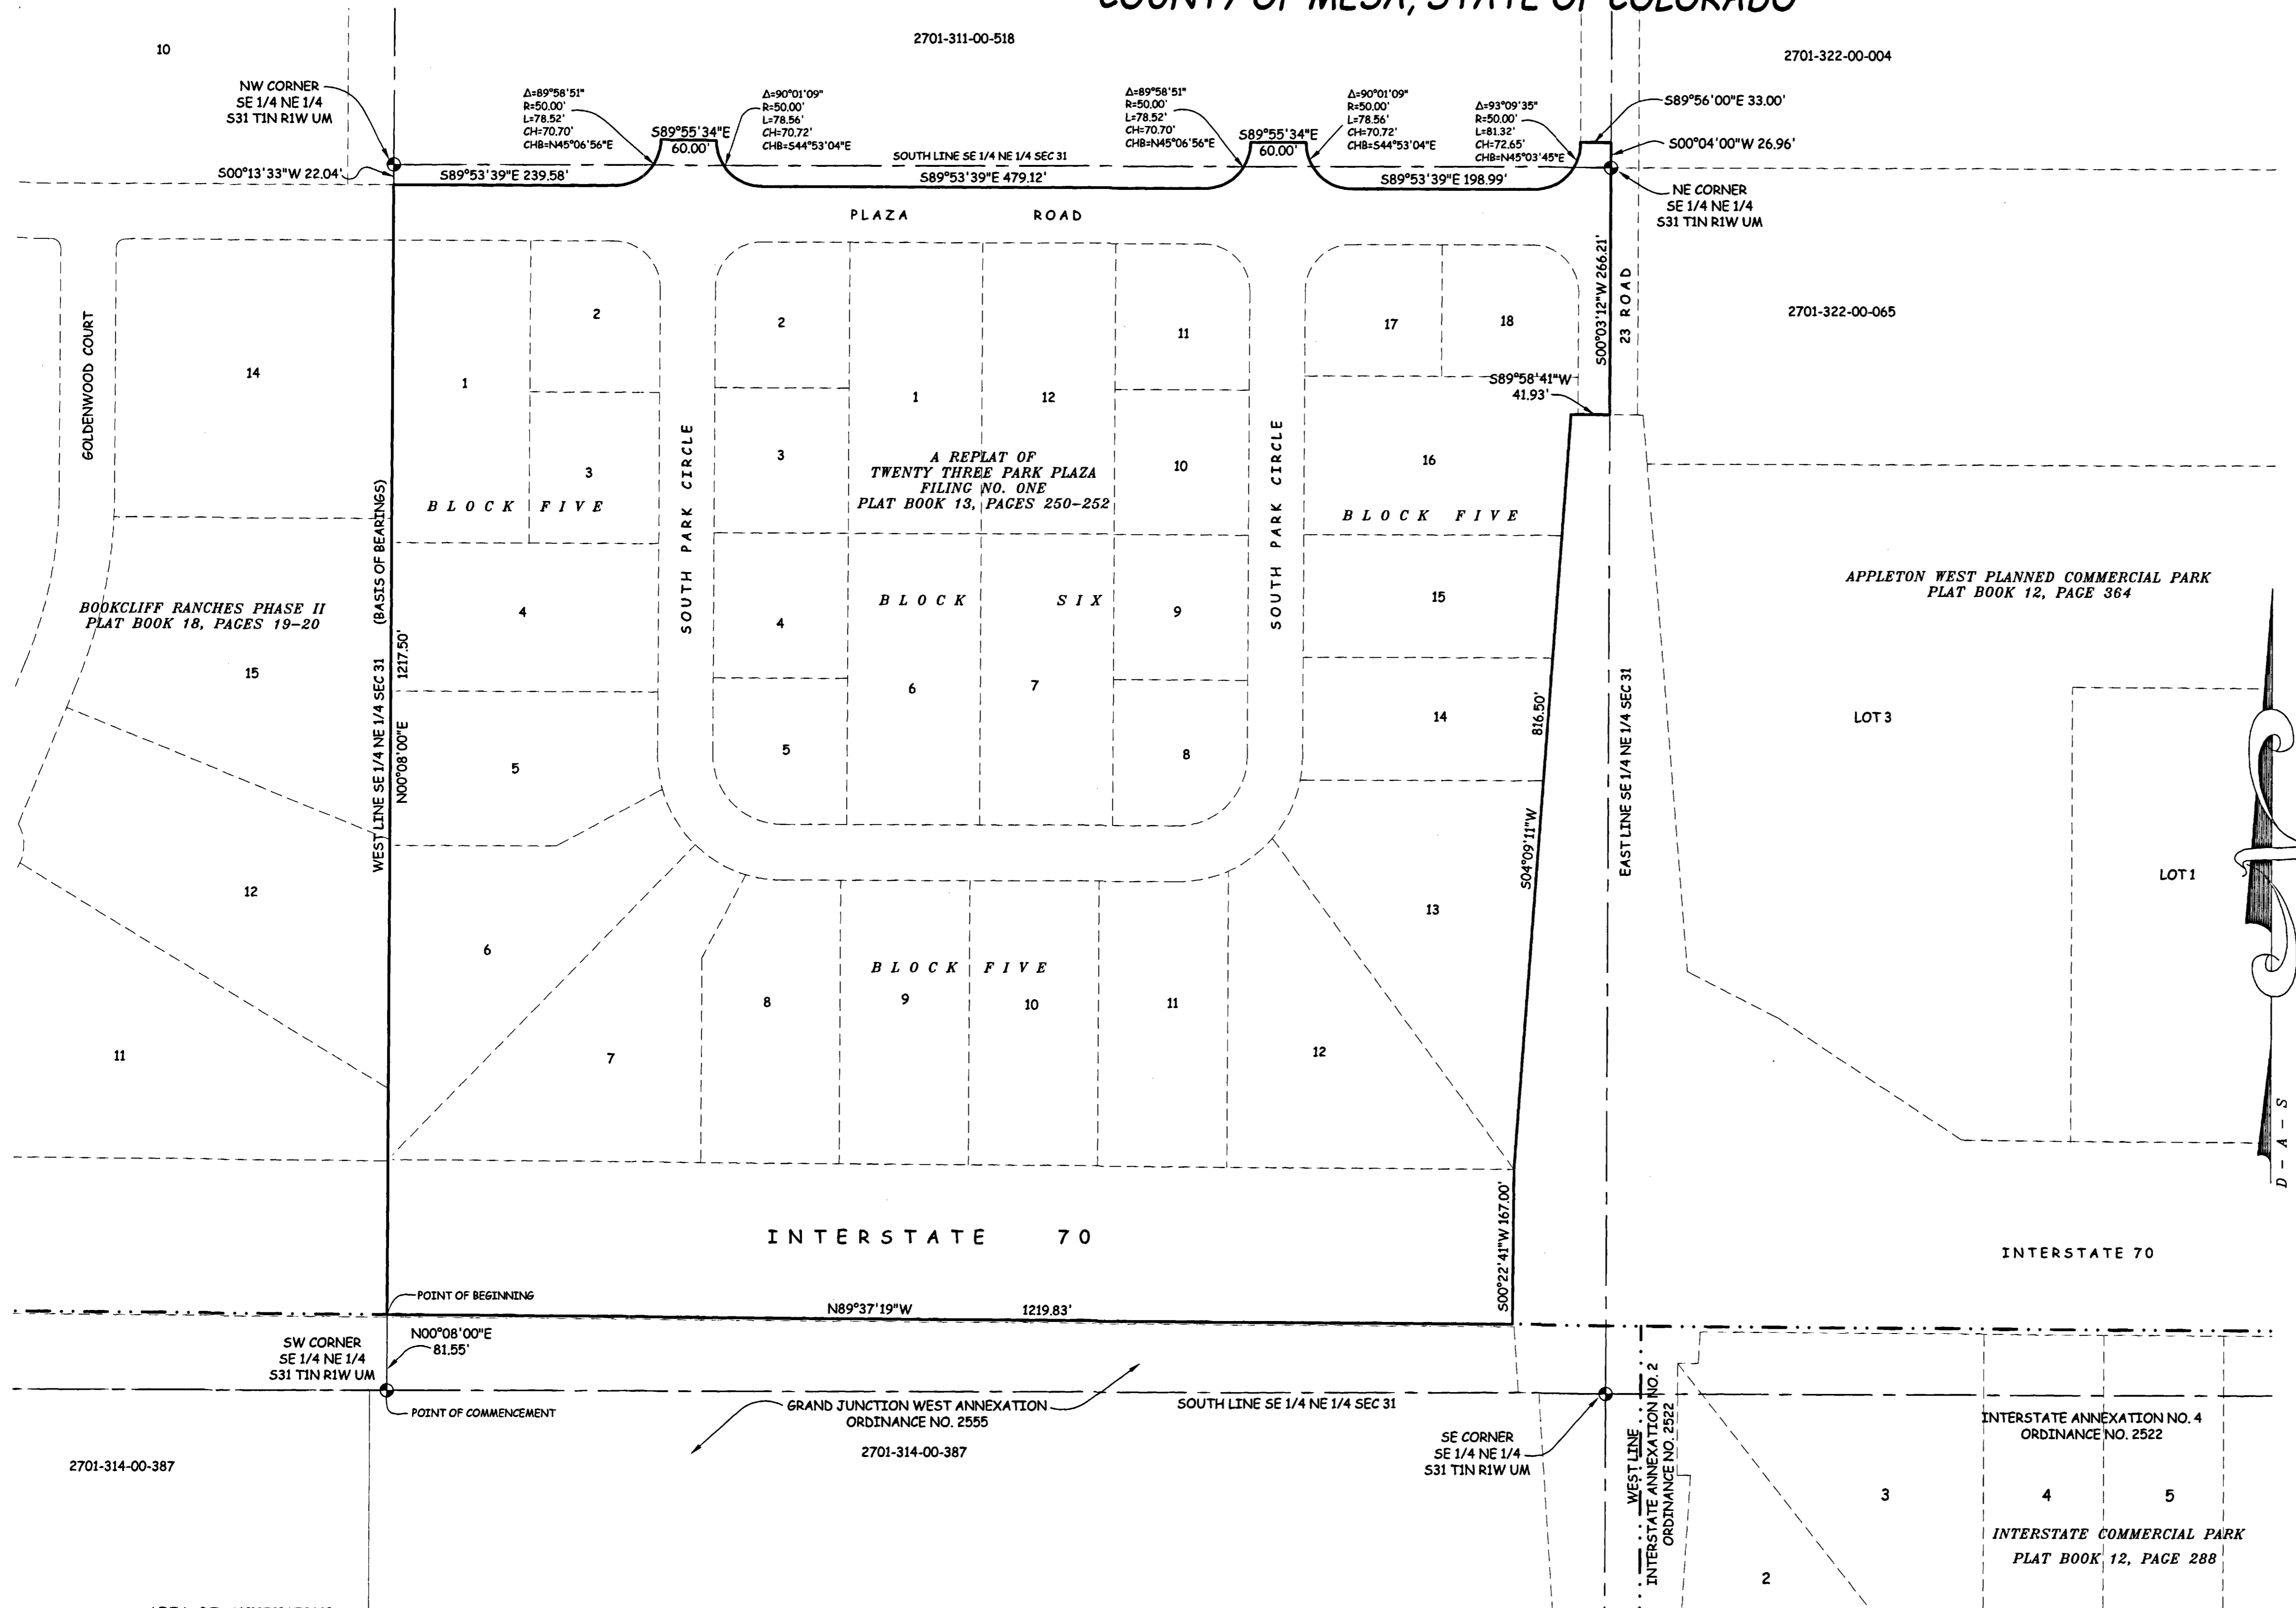 COUNTY OF MESA, STATE OF COLORADO
10
2701-311-00-518
2701-322-00-004
NW CORNER
SE 1/4 NE 1/4
S31 T1N R1W UM
Δ=89°58'51"
R=50.00'
L=78.52'
CH=70.70'
CHB=N45°06'56"E
S89°55'34"E
60.00'
Δ=90°01'09"
R=50.00'
L=78.56'
CH=70.72'
CHB=S44°53'04"E
Δ=89°58'51"
R=50.00'
L=78.52'
CH=70.70'
CHB=N45°06'56"E
S89°55'34"E
60.00'
Δ=90°01'09"
R=50.00'
L=78.56'
CH=70.72'
CHB=S44°53'04"E
Δ=93°09'35"
R=50.00'
L=81.32'
CH=72.65'
CHB=N45°03'45"E
S89°56'00"E 33.00'
S00°04'00"W 26.96'
SOUTH LINE SE 1/4 NE 1/4 SEC 31
S00°13'33"W 22.04'
S89°53'39"E 239.58'
S89°53'39"E 479.12'
S89°53'39"E 198.99'
NE CORNER
SE 1/4 NE 1/4
S31 T1N R1W UM
PLAZA ROAD
S00°03'12"W 266.21'
23 ROAD
2701-322-00-065
GOLDENWOOD COURT
14
1
2
3
2
1
12
11
17
18
S89°58'41"W
41.93'
3
10
16
A REPLAT OF
TWENTY THREE PARK PLAZA
FILING NO. ONE
PLAT BOOK 13, PAGES 250-252
BLOCK FIVE
BLOCK FIVE
SOUTH PARK CIRCLE
SOUTH PARK CIRCLE
WEST LINE SE 1/4 NE 1/4 SEC 31 (BASIS OF BEARINGS)
N00°08'00"E 1217.50'
BOOKCLIFF RANCHES PHASE II
PLAT BOOK 18, PAGES 19-20
APPLETON WEST PLANNED COMMERCIAL PARK
PLAT BOOK 12, PAGE 364
BLOCK SIX
4
4
9
15
15
6
7
14
5
5
8
S04°09'11"W 816.50'
EAST LINE SE 1/4 NE 1/4 SEC 31
LOT 3
LOT 1
12
6
13
BLOCK FIVE
8
9
10
11
11
7
12
D-A-S
INTERSTATE 70
S00°22'41"W 167.00'
INTERSTATE 70
POINT OF BEGINNING
N89°37'19"W 1219.83'
SW CORNER
SE 1/4 NE 1/4
S31 T1N R1W UM
N00°08'00"E
81.55'
POINT OF COMMENCEMENT
GRAND JUNCTION WEST ANNEXATION
ORDINANCE NO. 2555
SOUTH LINE SE 1/4 NE 1/4 SEC 31
2701-314-00-387
2701-314-00-387
SE CORNER
SE 1/4 NE 1/4
S31 T1N R1W UM
WEST LINE
INTERSTATE ANNEXATION NO. 2
ORDINANCE NO. 2522
INTERSTATE ANNEXATION NO. 4
ORDINANCE NO. 2522
3
4
5
INTERSTATE COMMERCIAL PARK
PLAT BOOK 12, PAGE 288
2